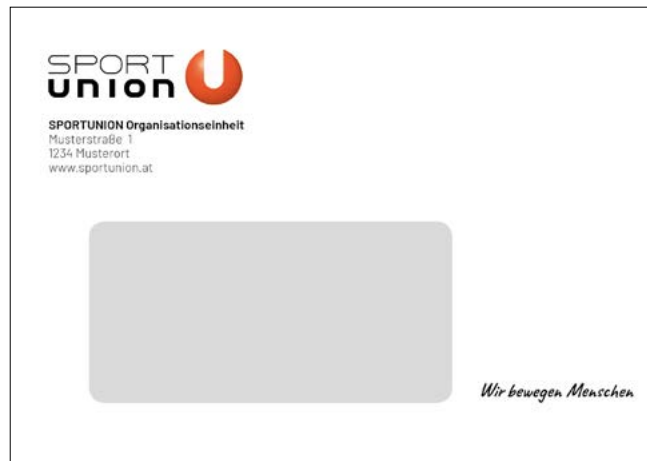 SPORT
union
SPORTUNION Organisationseinheit
Musterstraße 1
1234 Musterort
www.sportunion.at
Wir bewegen Menschen